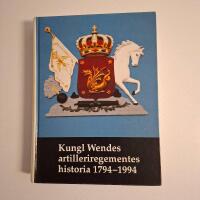 Kungl Wendes
artilleriregementes
historia 1794–1994